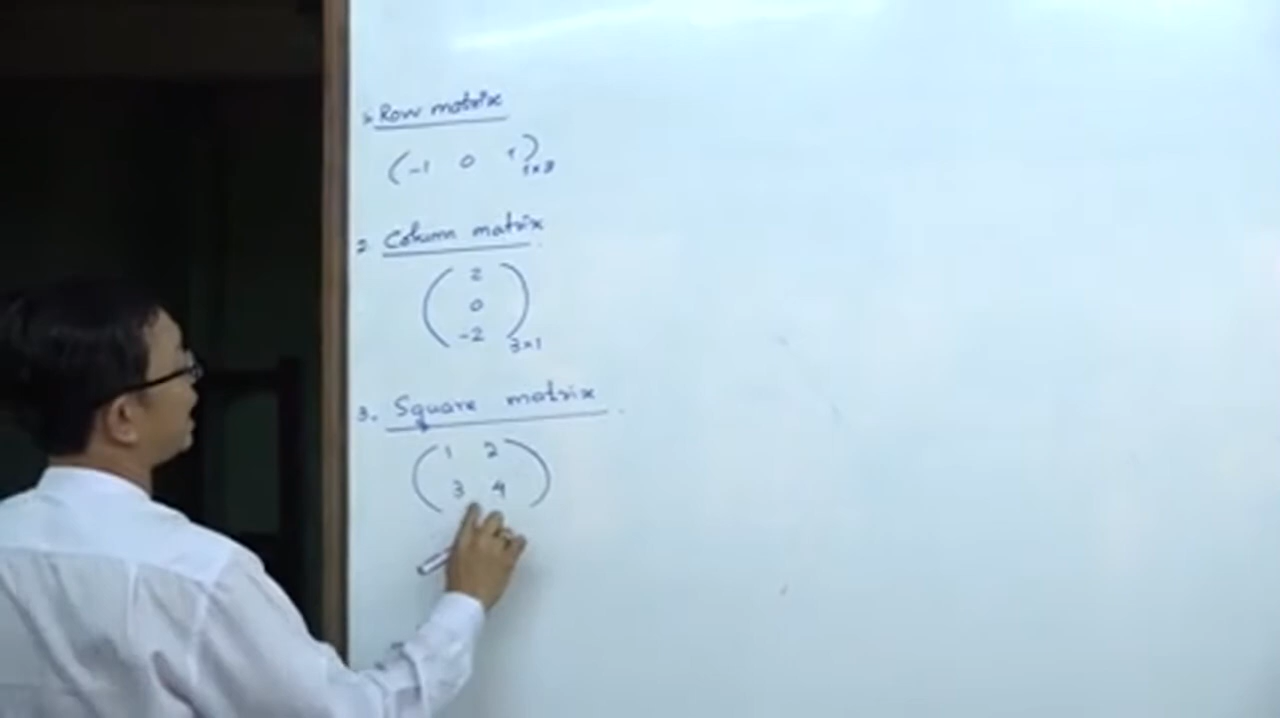 1. Row matrix
(-1 0 1)1×3
2. Column matrix
2
0
-2
3×1
3. Square matrix
1 2
3 4